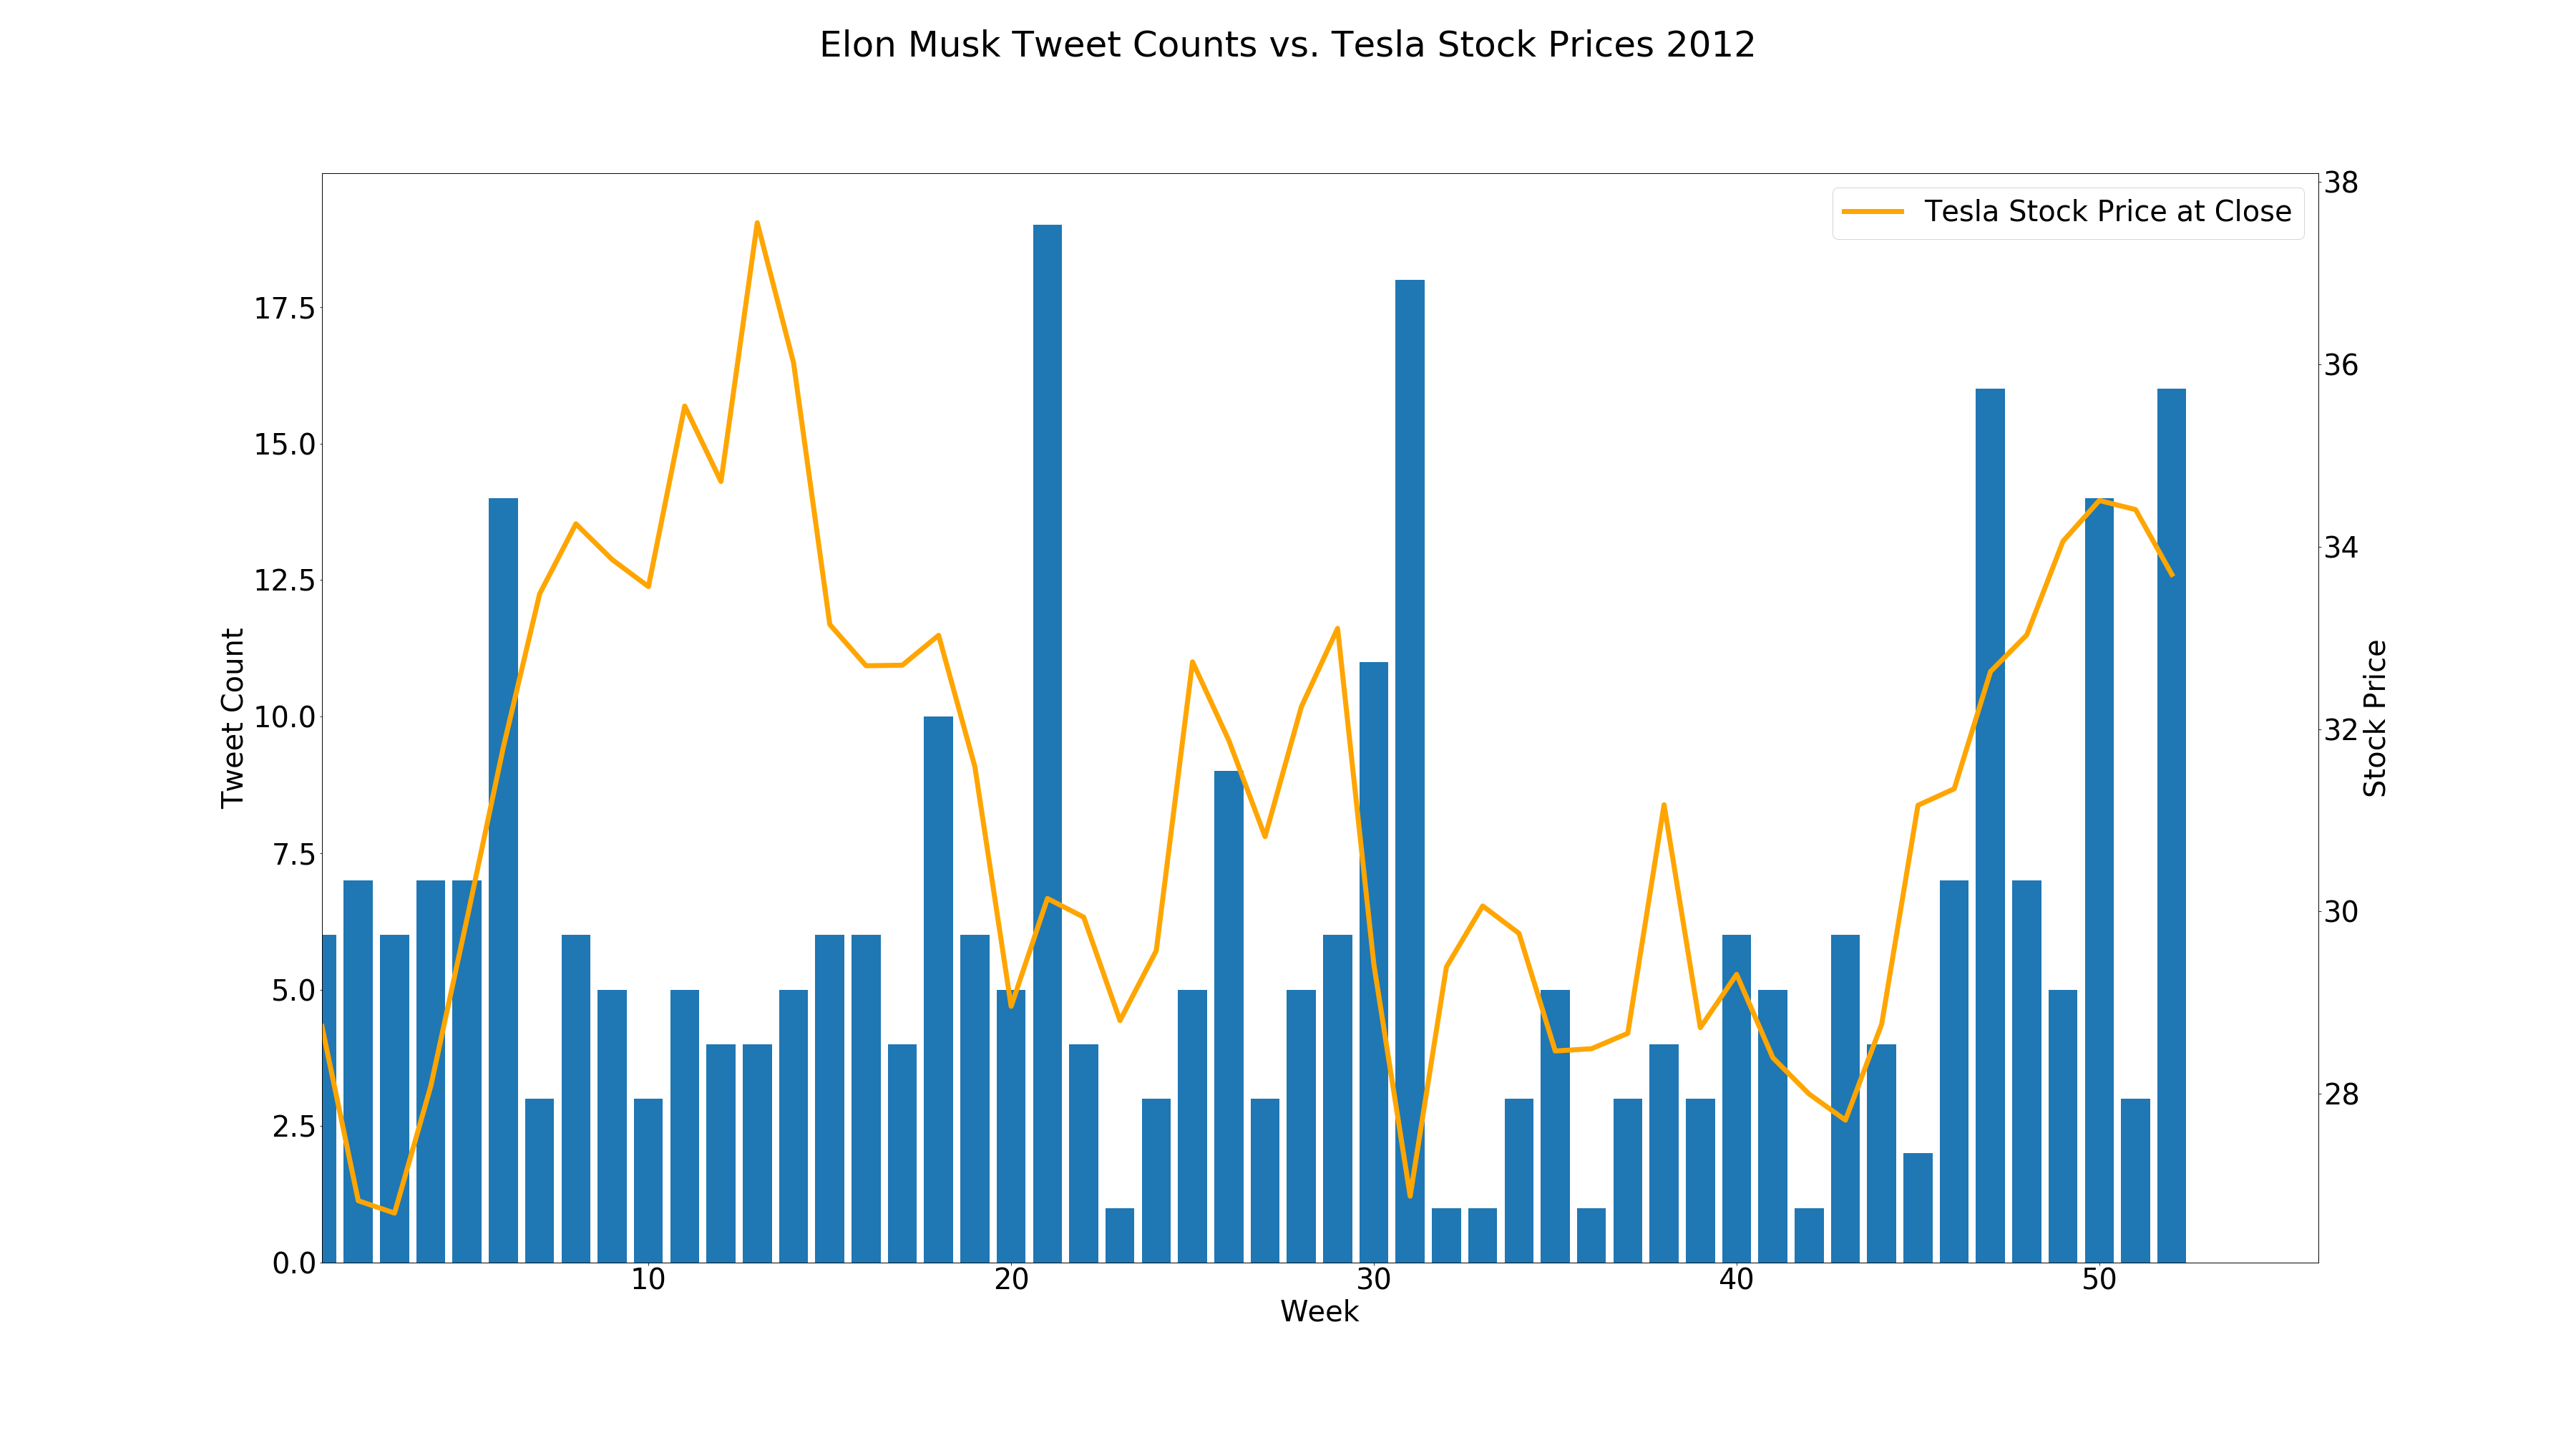 Elon Musk Tweet Counts vs. Tesla Stock Prices 2012
Tesla Stock Price at Close
Tweet Count
17.5
15.0
12.5
10.0
7.5
5.0
2.5
0.0
38
36
34
32
30
28
Stock Price
10 20 30 40 50
Week